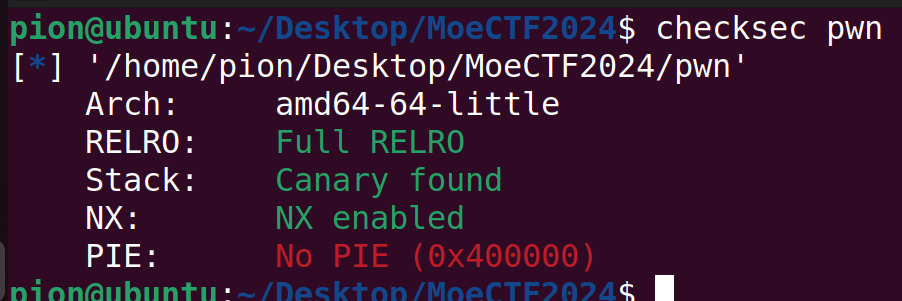 pion@ubuntu:~/Desktop/MoeCTF2024$ checksec pwn
[*] '/home/pion/Desktop/MoeCTF2024/pwn'
    Arch:     amd64-64-little
    RELRO:    Full RELRO
    Stack:    Canary found
    NX:       NX enabled
    PIE:      No PIE (0x400000)
pion@ubuntu:~/Desktop/MoeCTF2024$